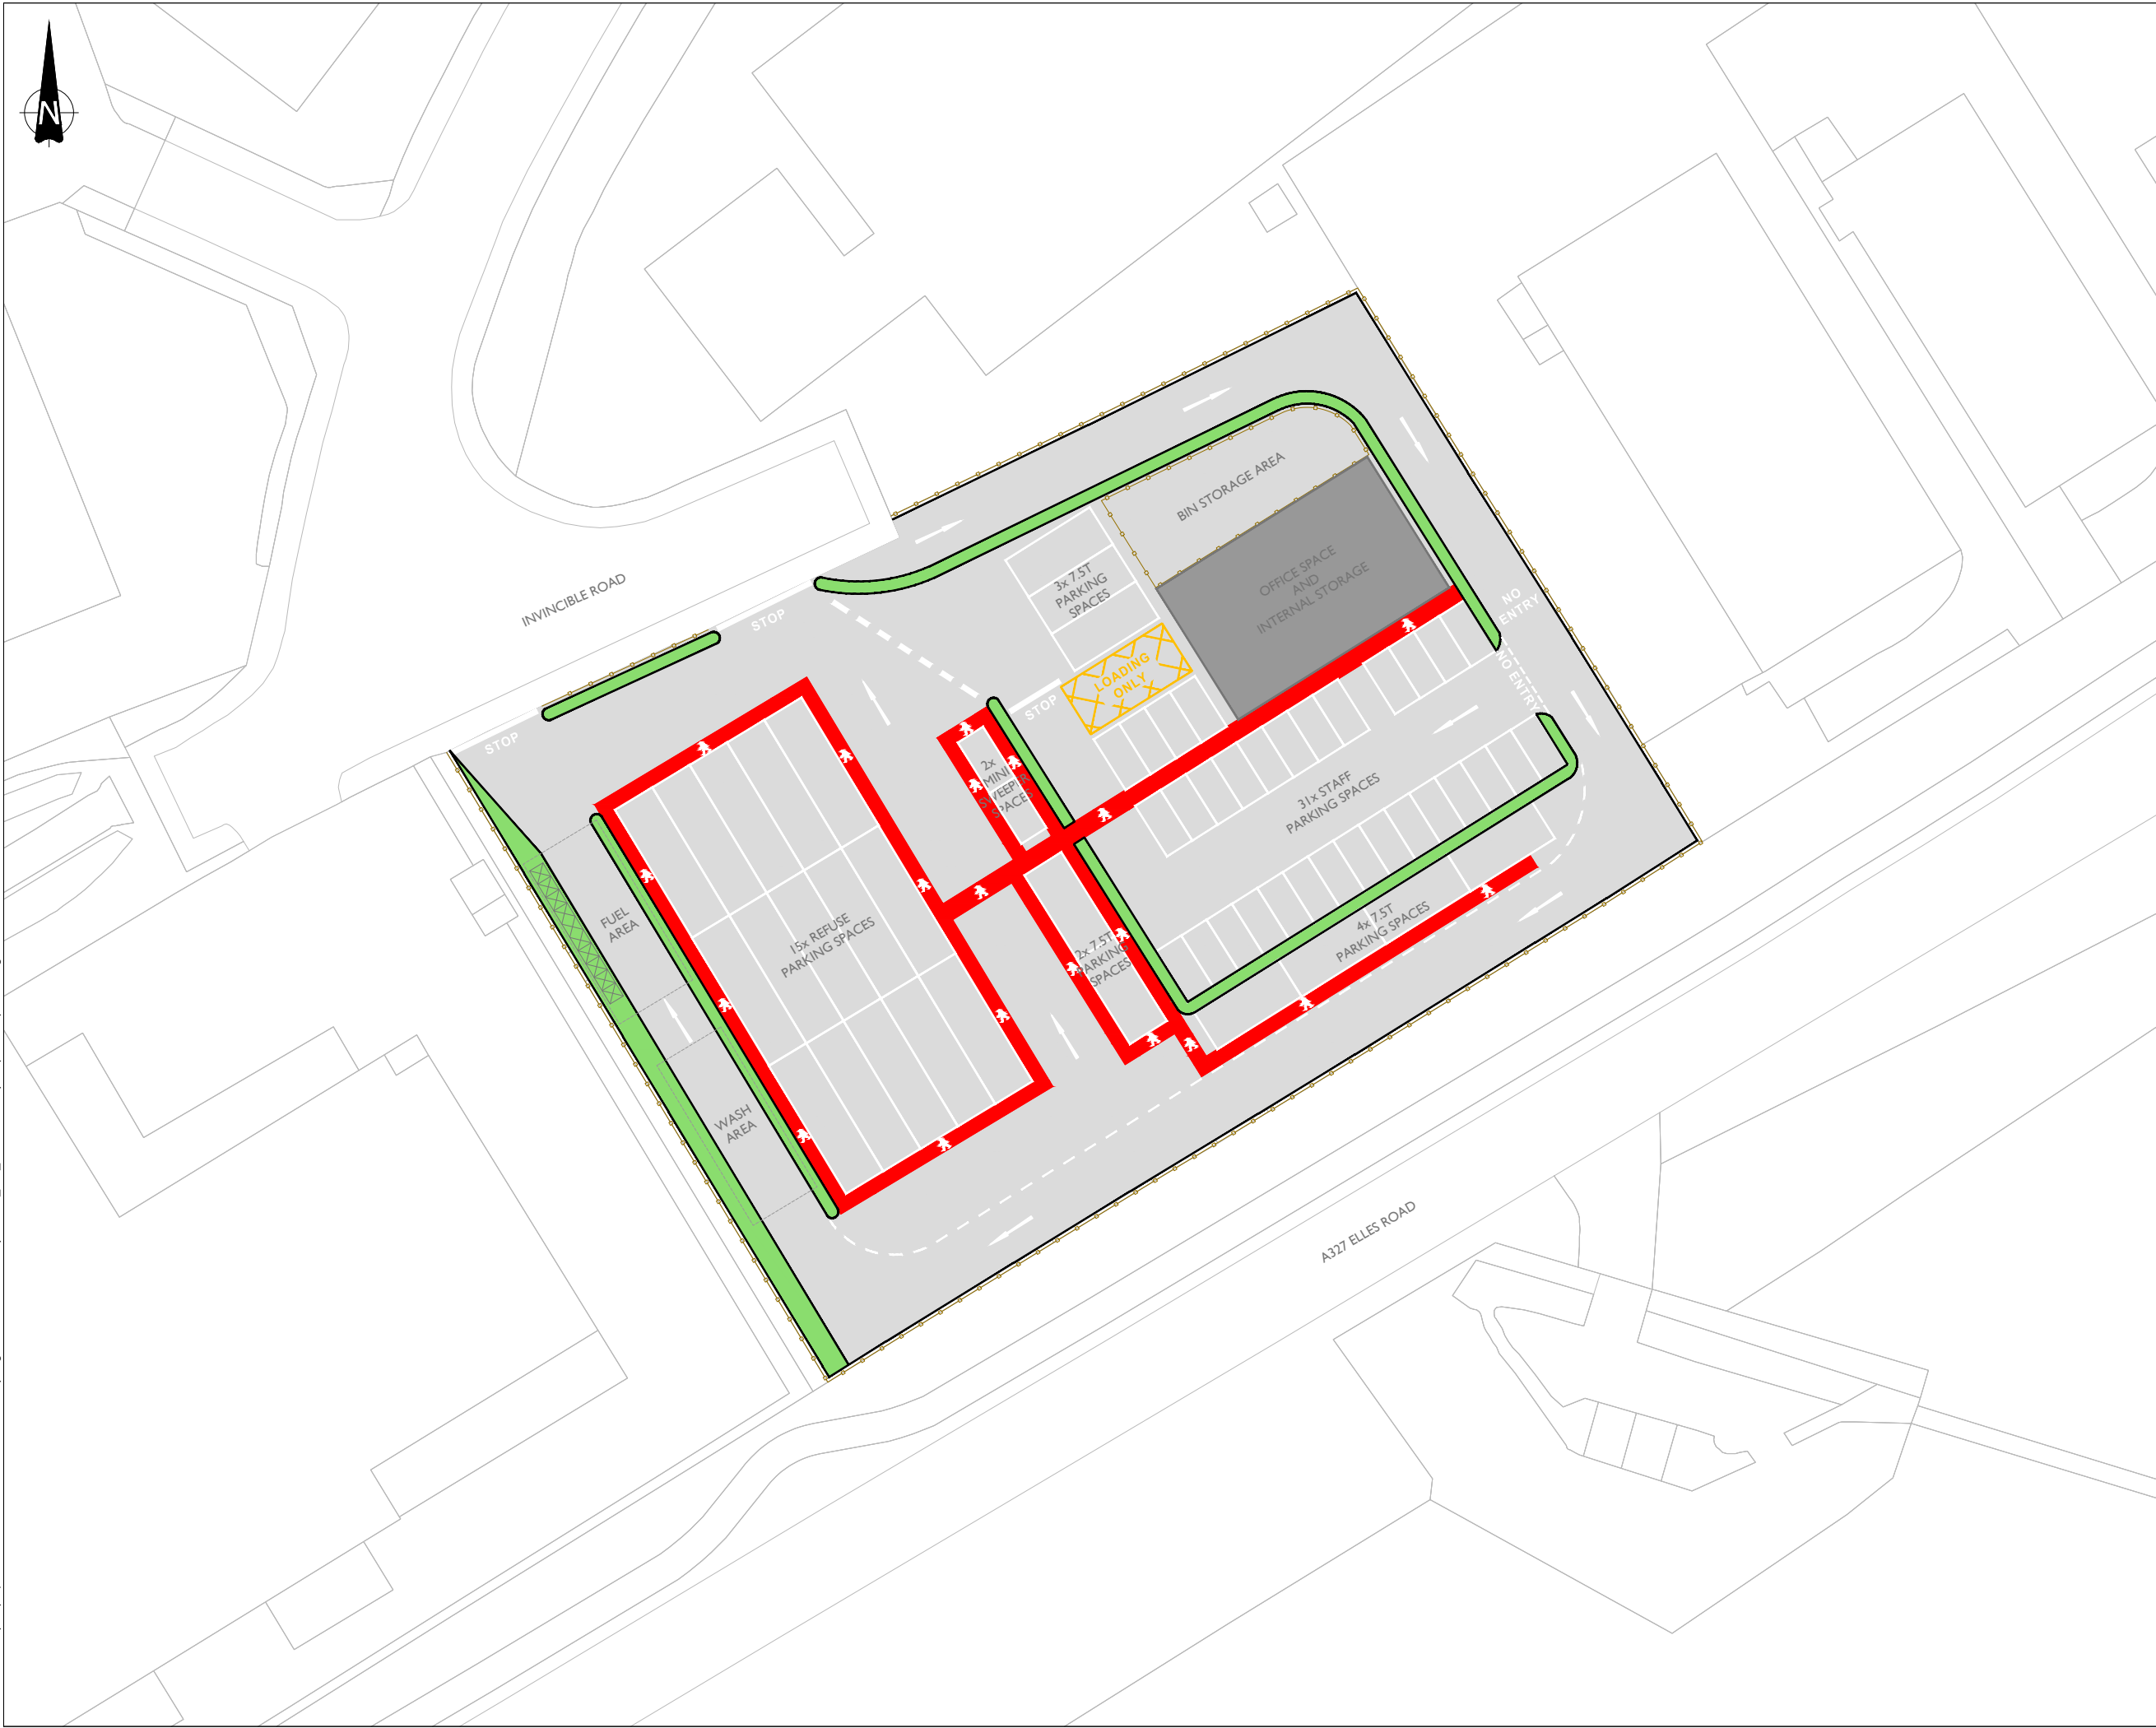 N
BIN STORAGE AREA
OFFICE SPACE
AND
INTERNAL STORAGE
3x 7.5T
PARKING
SPACES
INVINCIBLE ROAD
STOP
NO
ENTRY
NO ENTRY
LOADING
ONLY
STOP
STOP
2x
MINI
SWEEPER
SPACES
31x STAFF
PARKING SPACES
FUEL
AREA
15x REFUSE
PARKING SPACES
2x 7.5T
PARKING
SPACES
4x 7.5T
PARKING SPACES
WASH
AREA
A327 ELLES ROAD